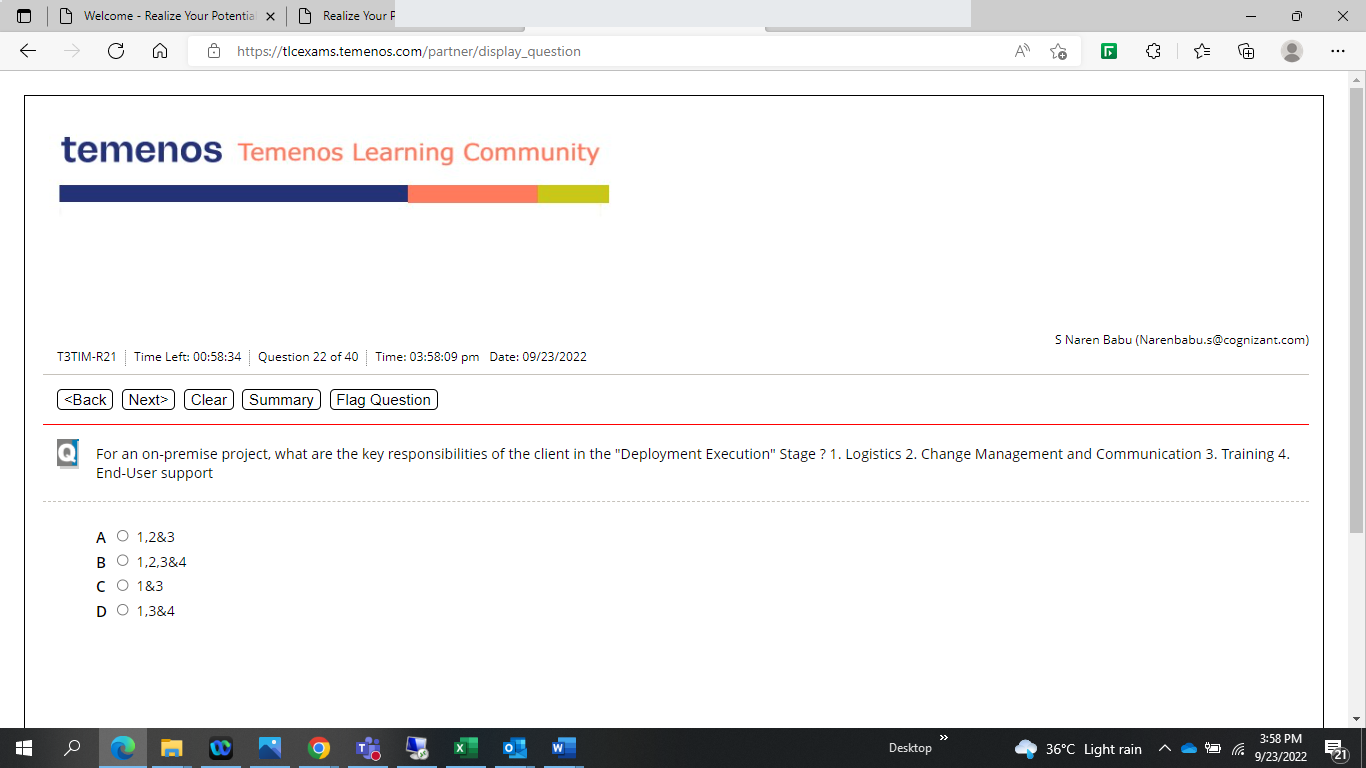 Welcome - Realize Your Potential
Realize Your P
https://tlcexams.temenos.com/partner/display_question
temenos Temenos Learning Community
S Naren Babu (Narenbabu.s@cognizant.com)
T3TIM-R21 Time Left: 00:58:34 Question 22 of 40 Time: 03:58:09 pm Date: 09/23/2022
<Back Next> Clear Summary Flag Question
Q For an on-premise project, what are the key responsibilities of the client in the "Deployment Execution" Stage ? 1. Logistics 2. Change Management and Communication 3. Training 4.
End-User support
A 1,2&3
B 1,2,3&4
C 1&3
D 1,3&4
Desktop
36°C Light rain
3:58 PM
9/23/2022
21